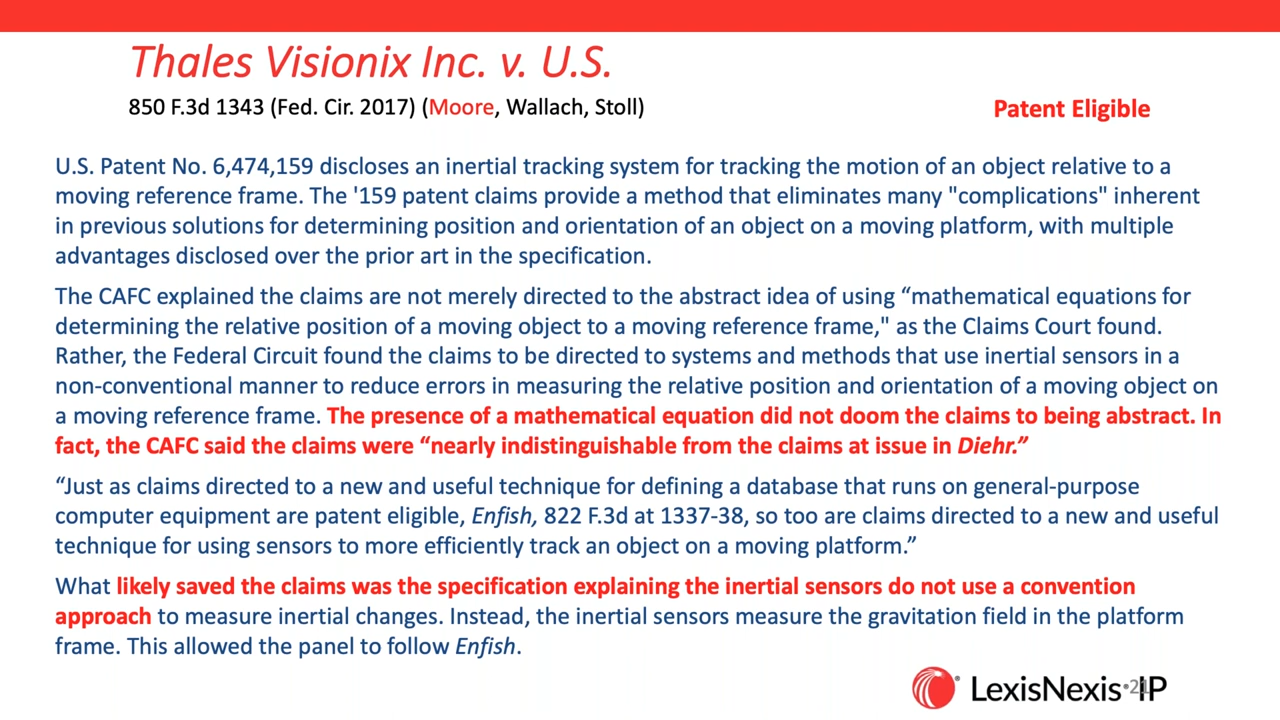 Thales Visionix Inc. v. U.S.
850 F.3d 1343 (Fed. Cir. 2017) (Moore, Wallach, Stoll)
Patent Eligible
U.S. Patent No. 6,474,159 discloses an inertial tracking system for tracking the motion of an object relative to a
moving reference frame. The '159 patent claims provide a method that eliminates many "complications" inherent
in previous solutions for determining position and orientation of an object on a moving platform, with multiple
advantages disclosed over the prior art in the specification.
The CAFC explained the claims are not merely directed to the abstract idea of using “mathematical equations for
determining the relative position of a moving object to a moving reference frame," as the Claims Court found.
Rather, the Federal Circuit found the claims to be directed to systems and methods that use inertial sensors in a
non-conventional manner to reduce errors in measuring the relative position and orientation of a moving object on
a moving reference frame. The presence of a mathematical equation did not doom the claims to being abstract. In
fact, the CAFC said the claims were “nearly indistinguishable from the claims at issue in Diehr.”
“Just as claims directed to a new and useful technique for defining a database that runs on general-purpose
computer equipment are patent eligible, Enfish, 822 F.3d at 1337-38, so too are claims directed to a new and useful
technique for using sensors to more efficiently track an object on a moving platform.”
What likely saved the claims was the specification explaining the inertial sensors do not use a convention
approach to measure inertial changes. Instead, the inertial sensors measure the gravitation field in the platform
frame. This allowed the panel to follow Enfish.
LexisNexis IP
•21